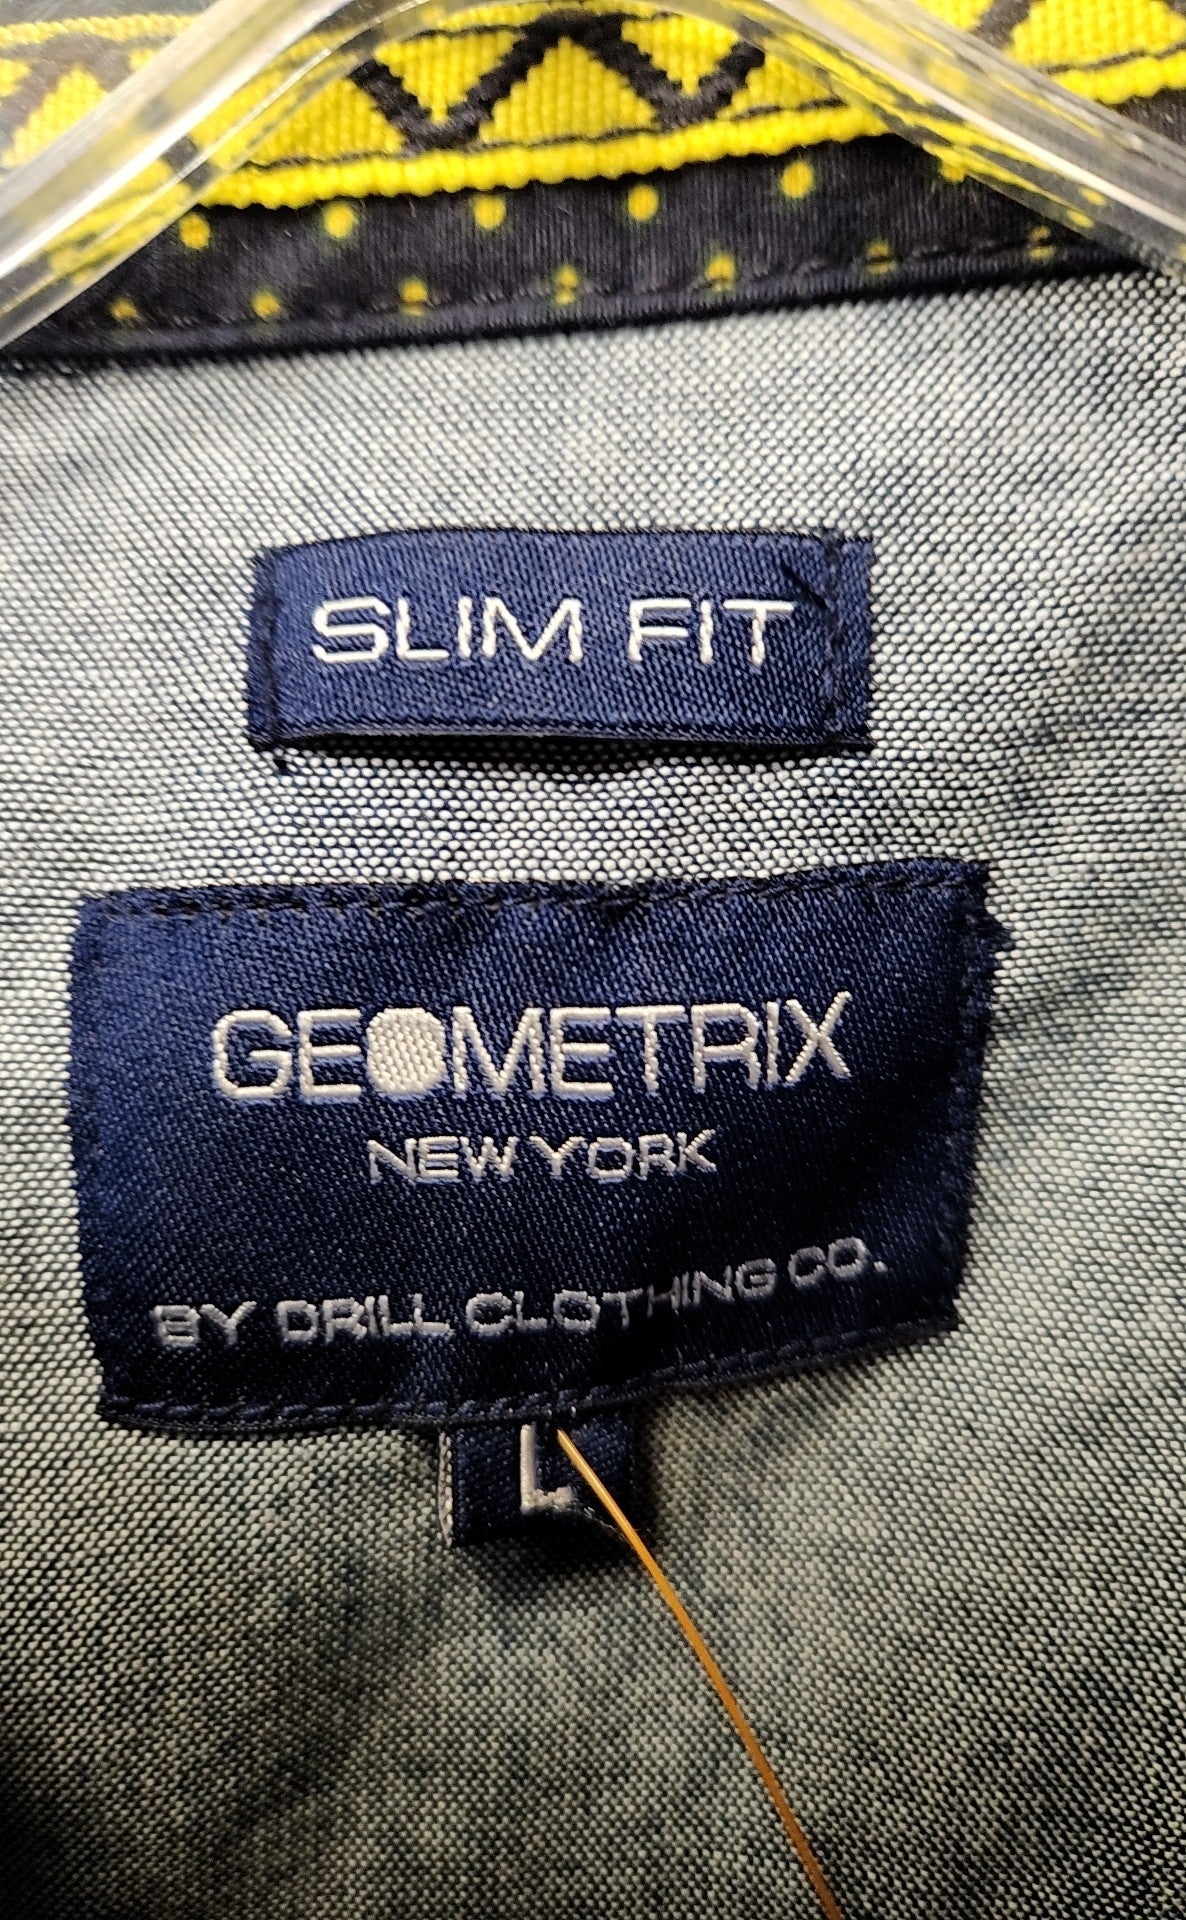 SLIM FIT
GEOMETRIX
NEW YORK
BY DRILL CLOTHING CO.
L